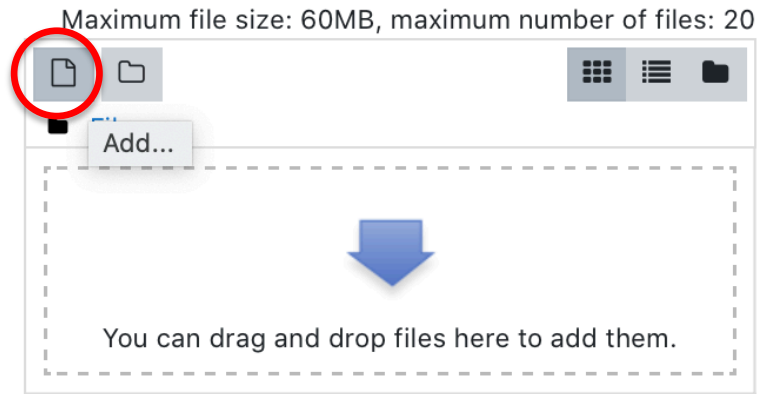 Maximum file size: 60MB, maximum number of files: 20
Add...
You can drag and drop files here to add them.